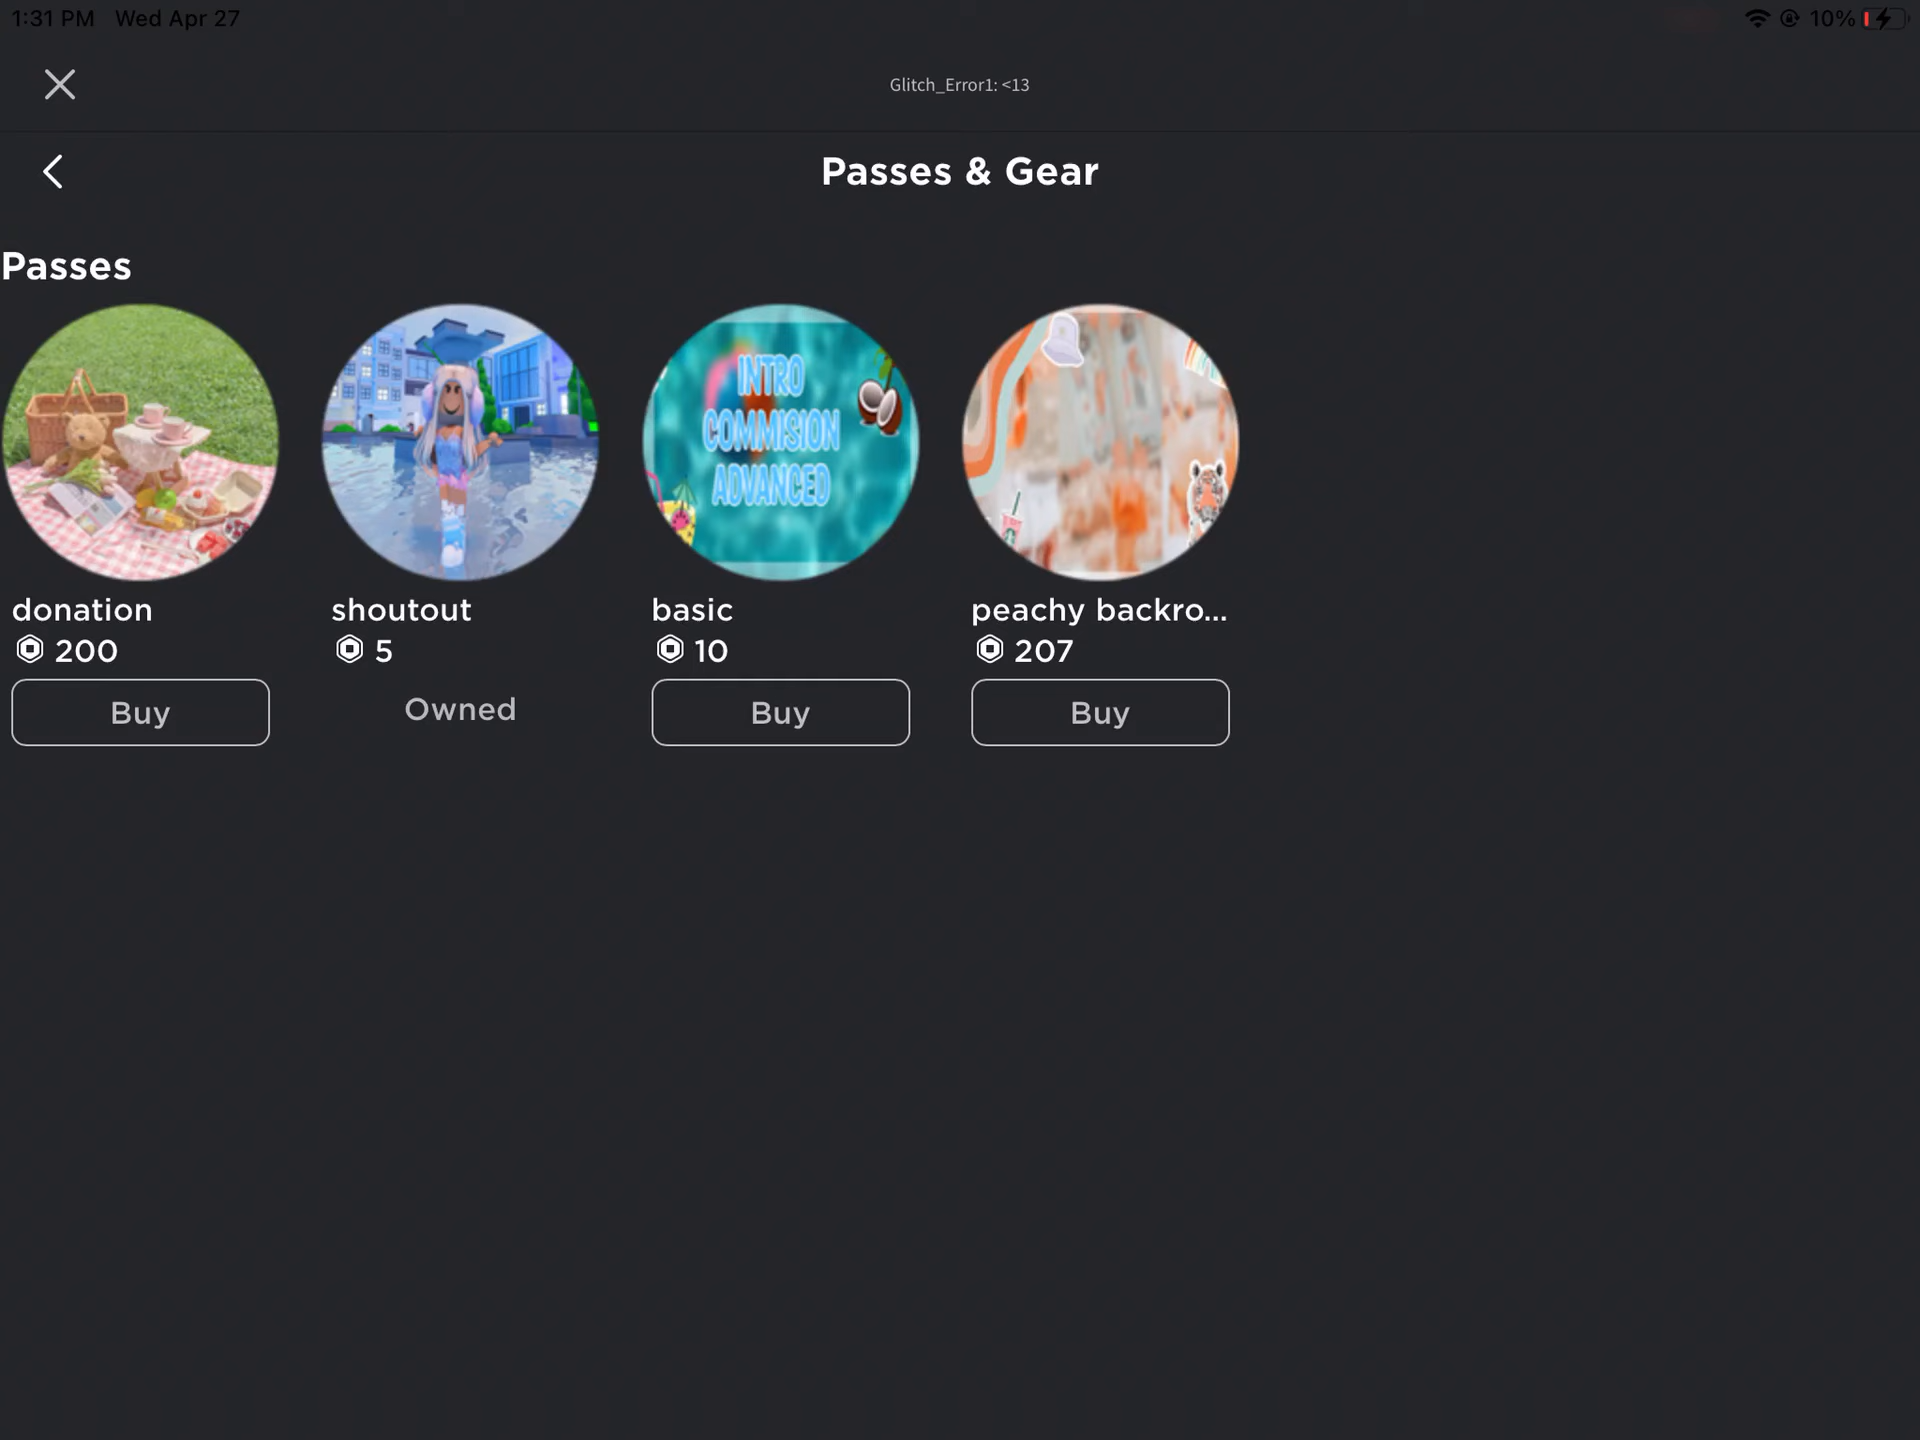 1:31 PM Wed Apr 27
10%
Glitch_Error1: <13
Passes & Gear
Passes
INTRO
COMMISION
ADVANCED
donation
shoutout
basic
peachy backro...
200
5
10
207
Buy
Owned
Buy
Buy